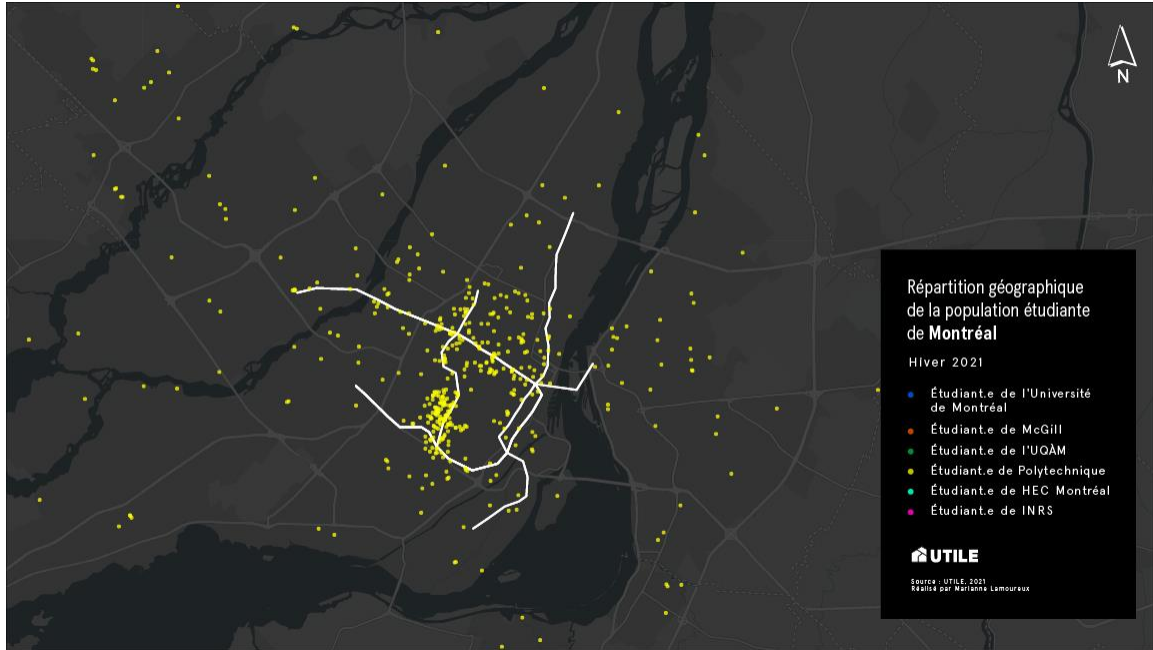 N
Répartition géographique
de la population étudiante
de Montréal
Hiver 2021
Étudiant.e de l'Université
de Montréal
Étudiant.e de McGill
Étudiant.e de l'UQÀM
Étudiant.e de Polytechnique
Étudiant.e de HEC Montréal
Étudiant.e de INRS
UTILE
Source : UTILE, 2021
Réalisé par Marianne Lamoureux